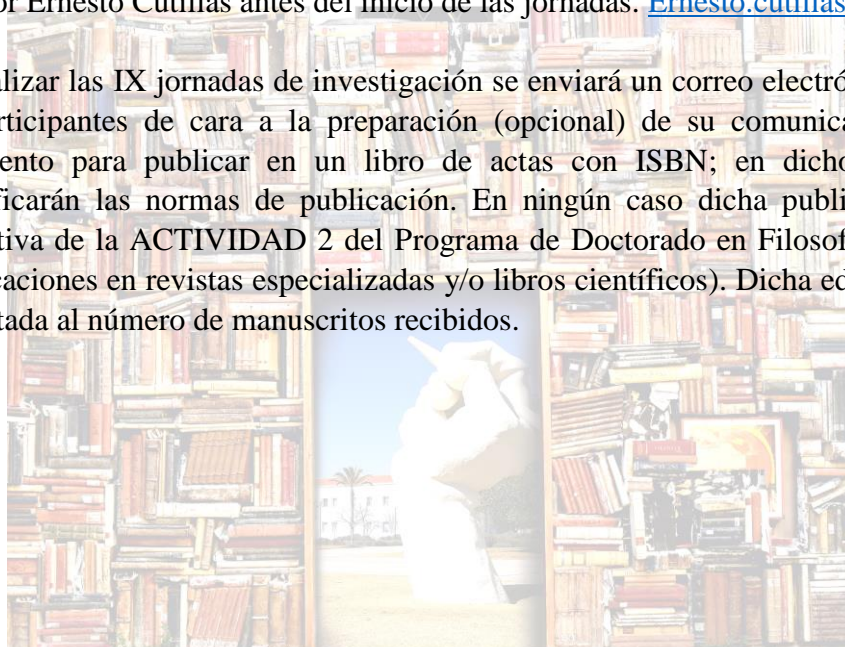 or Ernesto Cutillas antes del inicio de las jornadas. Ernesto.cutillas
alizar las IX jornadas de investigación se enviará un correo electró
rticipantes de cara a la preparación (opcional) de su comunica
ento para publicar en un libro de actas con ISBN; en dicho
ficarán las normas de publicación. En ningún caso dicha publi
tiva de la ACTIVIDAD 2 del Programa de Doctorado en Filosof
caciones en revistas especializadas y/o libros científicos). Dicha ed
tada al número de manuscritos recibidos.